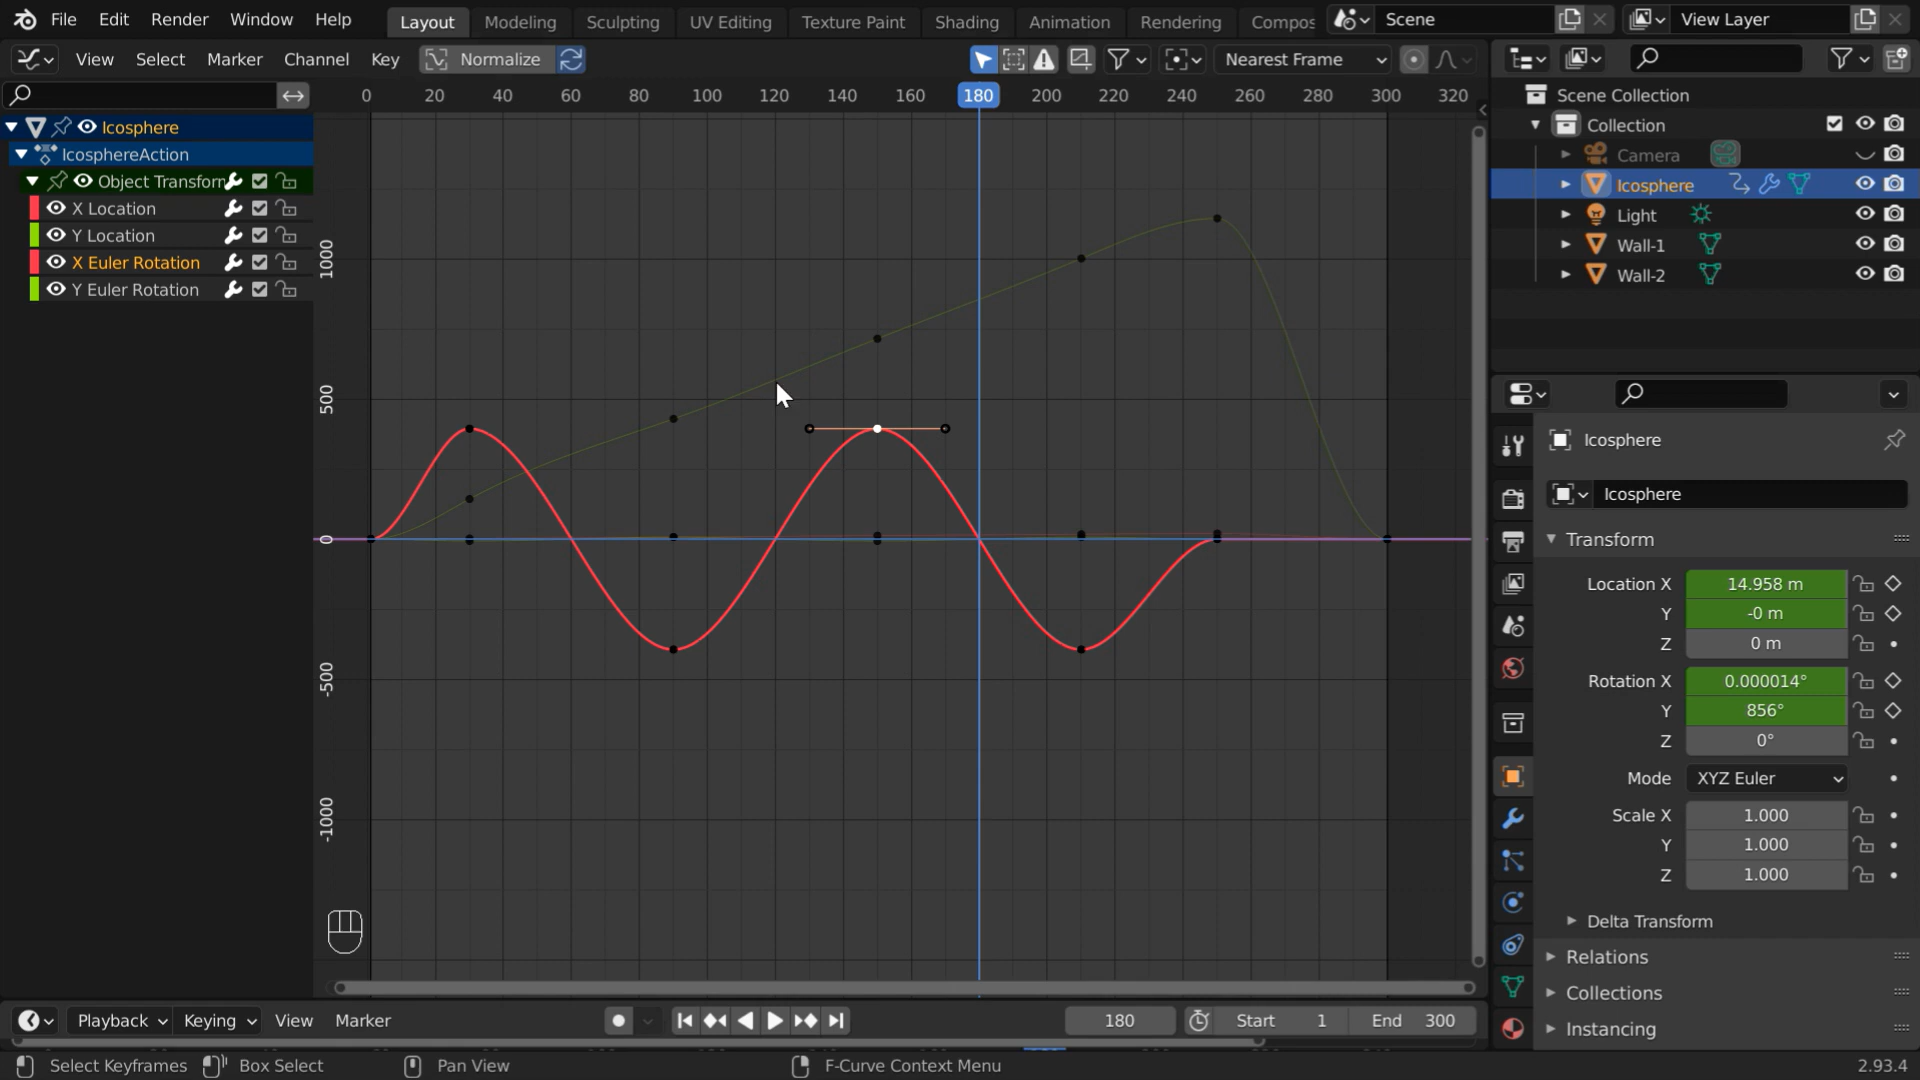 File Edit Render Window Help Layout Modeling Sculpting UV Editing Texture Paint Shading Animation Rendering Compos Scene View Layer
View Select Marker Channel Key Normalize Nearest Frame
0 20 40 60 80 100 120 140 160 180 200 220 240 260 280 300 320
Icosphere
IcosphereAction
Object Transform
X Location
Y Location
X Euler Rotation
Y Euler Rotation
1000
500
0
-500
-1000
Scene Collection
Collection
Camera
Icosphere
Light
Wall-1
Wall-2
Icosphere
Icosphere
Transform
Location X 14.958 m
Y -0 m
Z 0 m
Rotation X 0.000014°
Y 856°
Z 0°
Mode XYZ Euler
Scale X 1.000
Y 1.000
Z 1.000
Delta Transform
Relations
Collections
Instancing
Playback Keying View Marker 180 Start 1 End 300
Select Keyframes Box Select Pan View F-Curve Context Menu 2.93.4